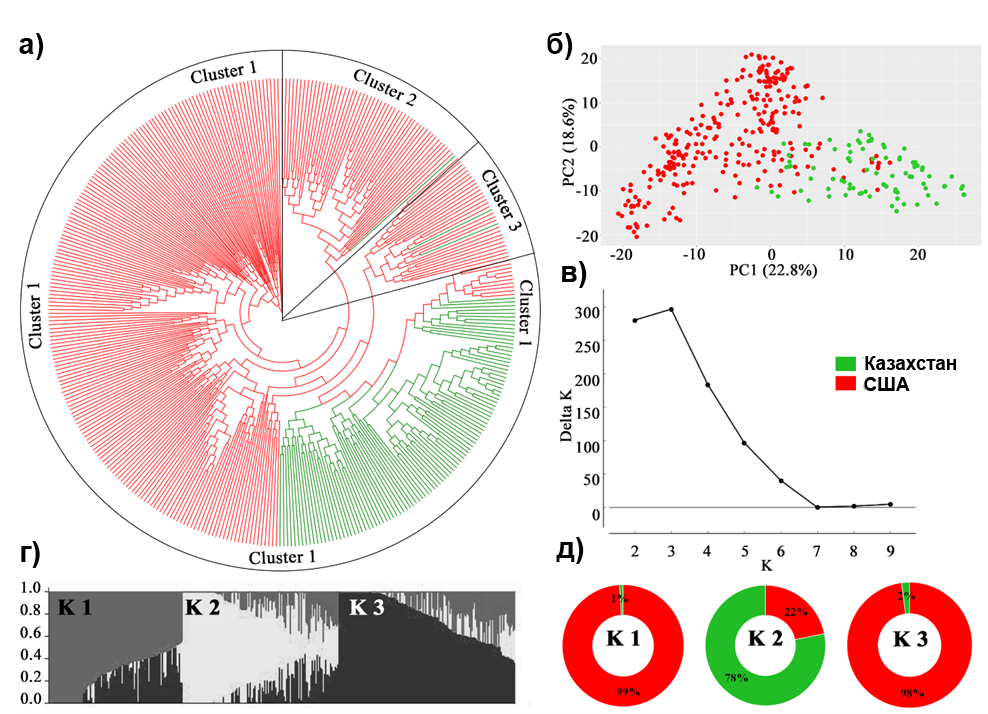 а)
Cluster 1
Cluster 2
Cluster 3
Cluster 1
Cluster 1
Cluster 1
б)
20
10
0
-10
-20
PC2 (18.6%)
-20
-10
0
10
20
PC1 (22.8%)
в)
300
200
100
50
0
Delta K
2
3
4
5
6
7
8
9
K
Казахстан
США
г)
1.0
0.8
0.6
0.4
0.2
0.0
K 1
K 2
K 3
д)
1%
K 1
99%
22%
K 2
78%
2%
K 3
98%